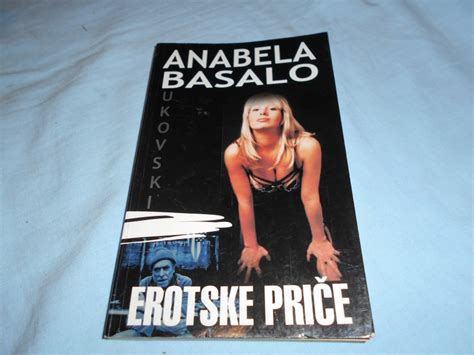 ANABELA
BASALO
UKOVSKI
EROTSKE PRIČE